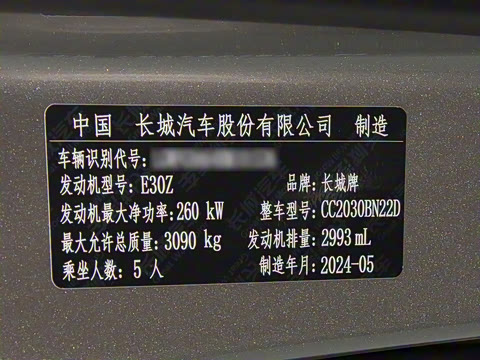 中国 长城汽车股份有限公司 制造
车辆识别代号:
发动机型号: E30Z 品牌: 长城牌
发动机最大净功率: 260 kW 整车型号: CC2030BN22D
最大允许总质量: 3090 kg 发动机排量: 2993 mL
乘坐人数: 5 人 制造年月: 2024-05